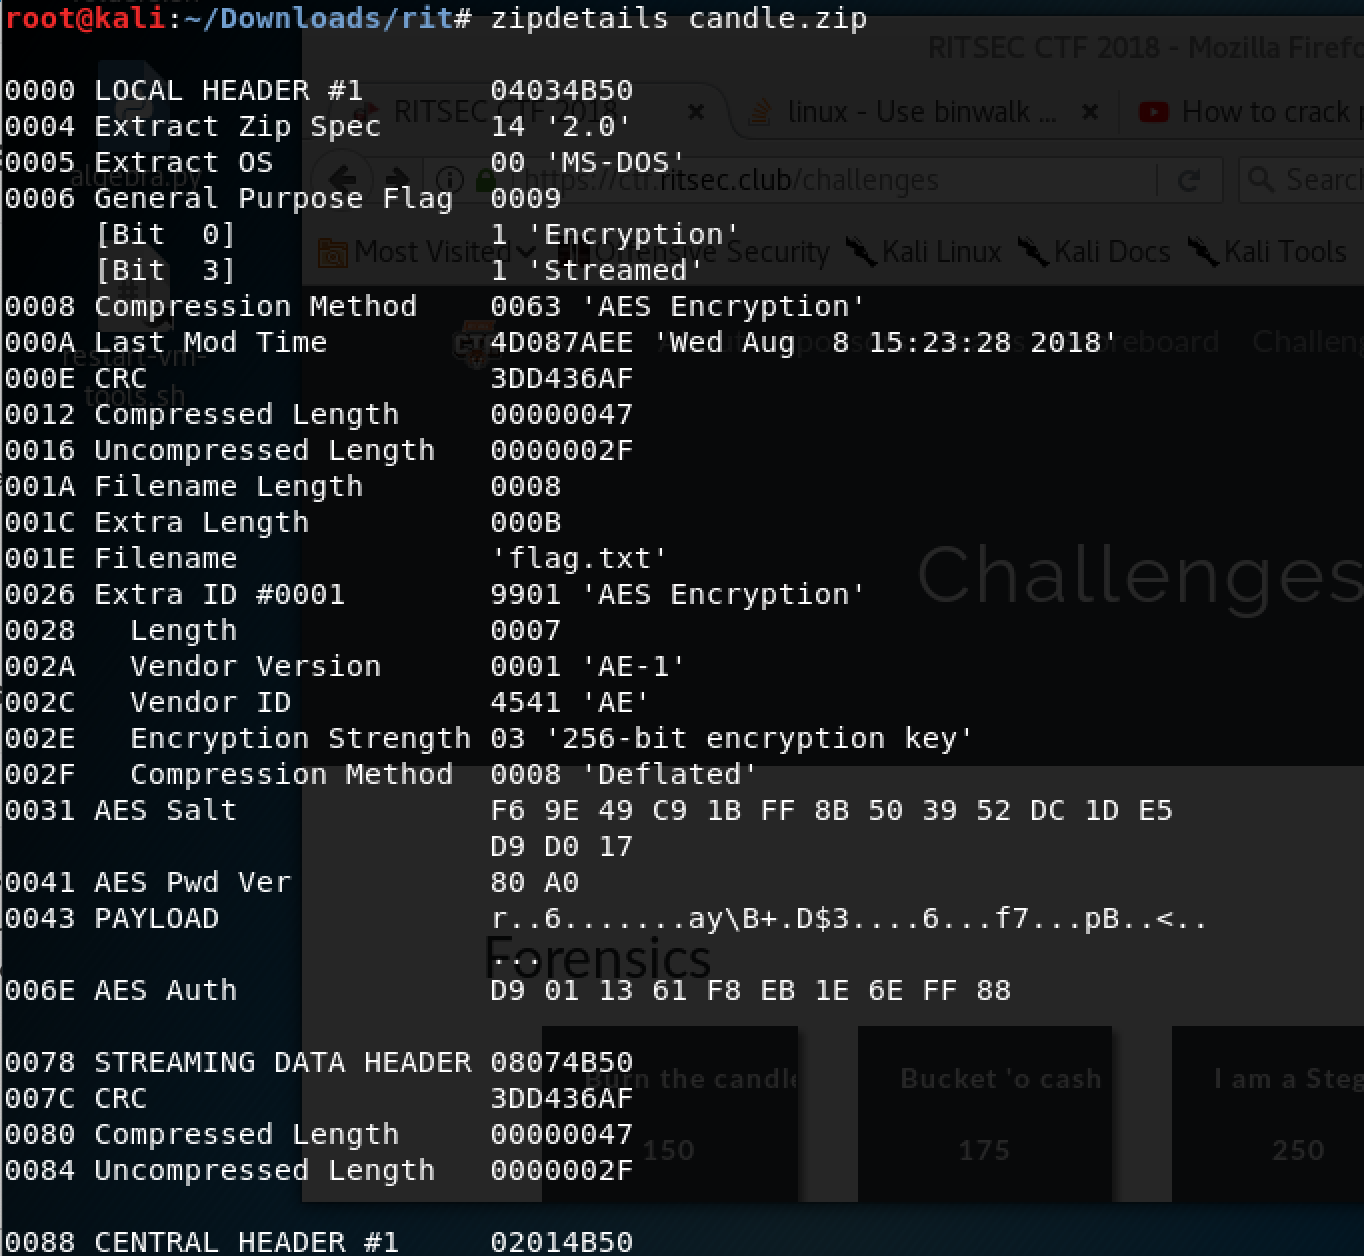 root@kali:~/Downloads/rit# zipdetails candle.zip
RITSEC CTF 2018 - Mozilla Firefo
0000 LOCAL HEADER #1 04034B50
RITSEC CTF 2018
linux - Use binwalk ...
How to crack p
0004 Extract Zip Spec 14 '2.0'
0005 Extract OS 00 'MS-DOS'
algebra.py
https://ctf.ritsec.club/challenges
Search
0006 General Purpose Flag 0009
[Bit 0] 1 'Encryption'
Most Visited
Offensive Security
Kali Linux
Kali Docs
Kali Tools
[Bit 3] 1 'Streamed'
0008 Compression Method 0063 'AES Encryption'
000A Last Mod Time 4D087AEE 'Wed Aug 8 15:23:28 2018'
restart-vm-
tools.sh
000E CRC 3DD436AF
0012 Compressed Length 00000047
0016 Uncompressed Length 0000002F
001A Filename Length 0008
001C Extra Length 000B
001E Filename 'flag.txt'
Challenges
0026 Extra ID #0001 9901 'AES Encryption'
0028 Length 0007
002A Vendor Version 0001 'AE-1'
002C Vendor ID 4541 'AE'
002E Encryption Strength 03 '256-bit encryption key'
002F Compression Method 0008 'Deflated'
0031 AES Salt F6 9E 49 C9 1B FF 8B 50 39 52 DC 1D E5
D9 D0 17
0041 AES Pwd Ver 80 A0
0043 PAYLOAD r..6.......ay\B+.D$3....6...f7...pB..<..
...
Forensics
006E AES Auth D9 01 13 61 F8 EB 1E 6E FF 88
0078 STREAMING DATA HEADER 08074B50
Burn the candle
Bucket 'o cash
I am a Steg
007C CRC 3DD436AF
0080 Compressed Length 00000047
150
175
250
0084 Uncompressed Length 0000002F
0088 CENTRAL HEADER #1 02014B50